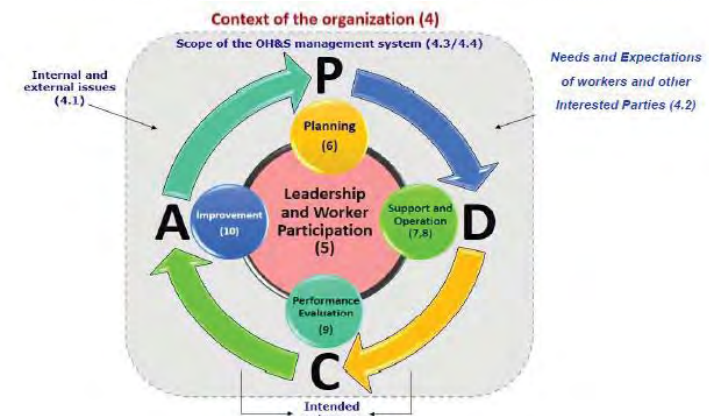 Context of the organization (4)
Scope of the OH&S management system (4.3/4.4)
Internal and
external issues
(4.1)
Needs and Expectations
of workers and other
Interested Parties (4.2)
P
Planning
(6)
Leadership
and Worker
Participation
(5)
A
Improvement
(10)
Support and
Operation
(7,8)
D
Performance
Evaluation
(9)
C
Intended